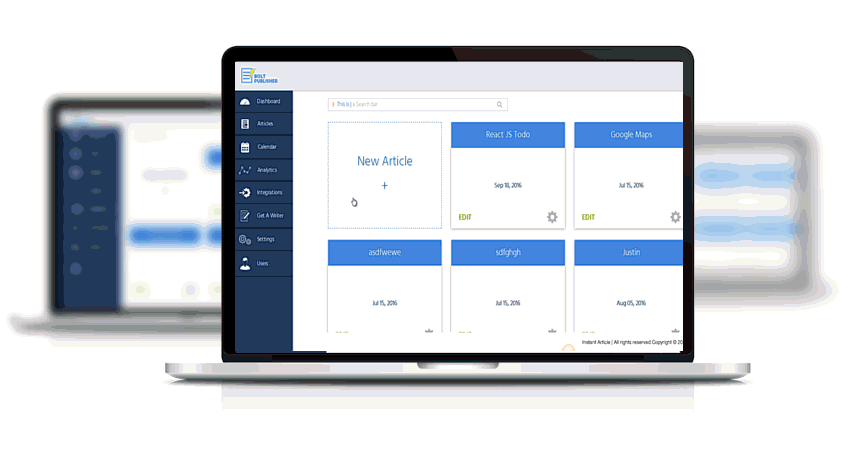 BOLT
PUBLISHER
Dashboard
Articles
Calendar
Analytics
Integrations
Get A Writer
Settings
Users
This is | a Search bar
New Article
+
React JS Todo
Sep 18, 2016
EDIT
Google Maps
Jul 15, 2016
EDIT
asdfwewe
Jul 15, 2016
sdfghgh
Jul 15, 2016
Justin
Aug 05, 2016
Instant Article | All rights reserved.Copyright © 20